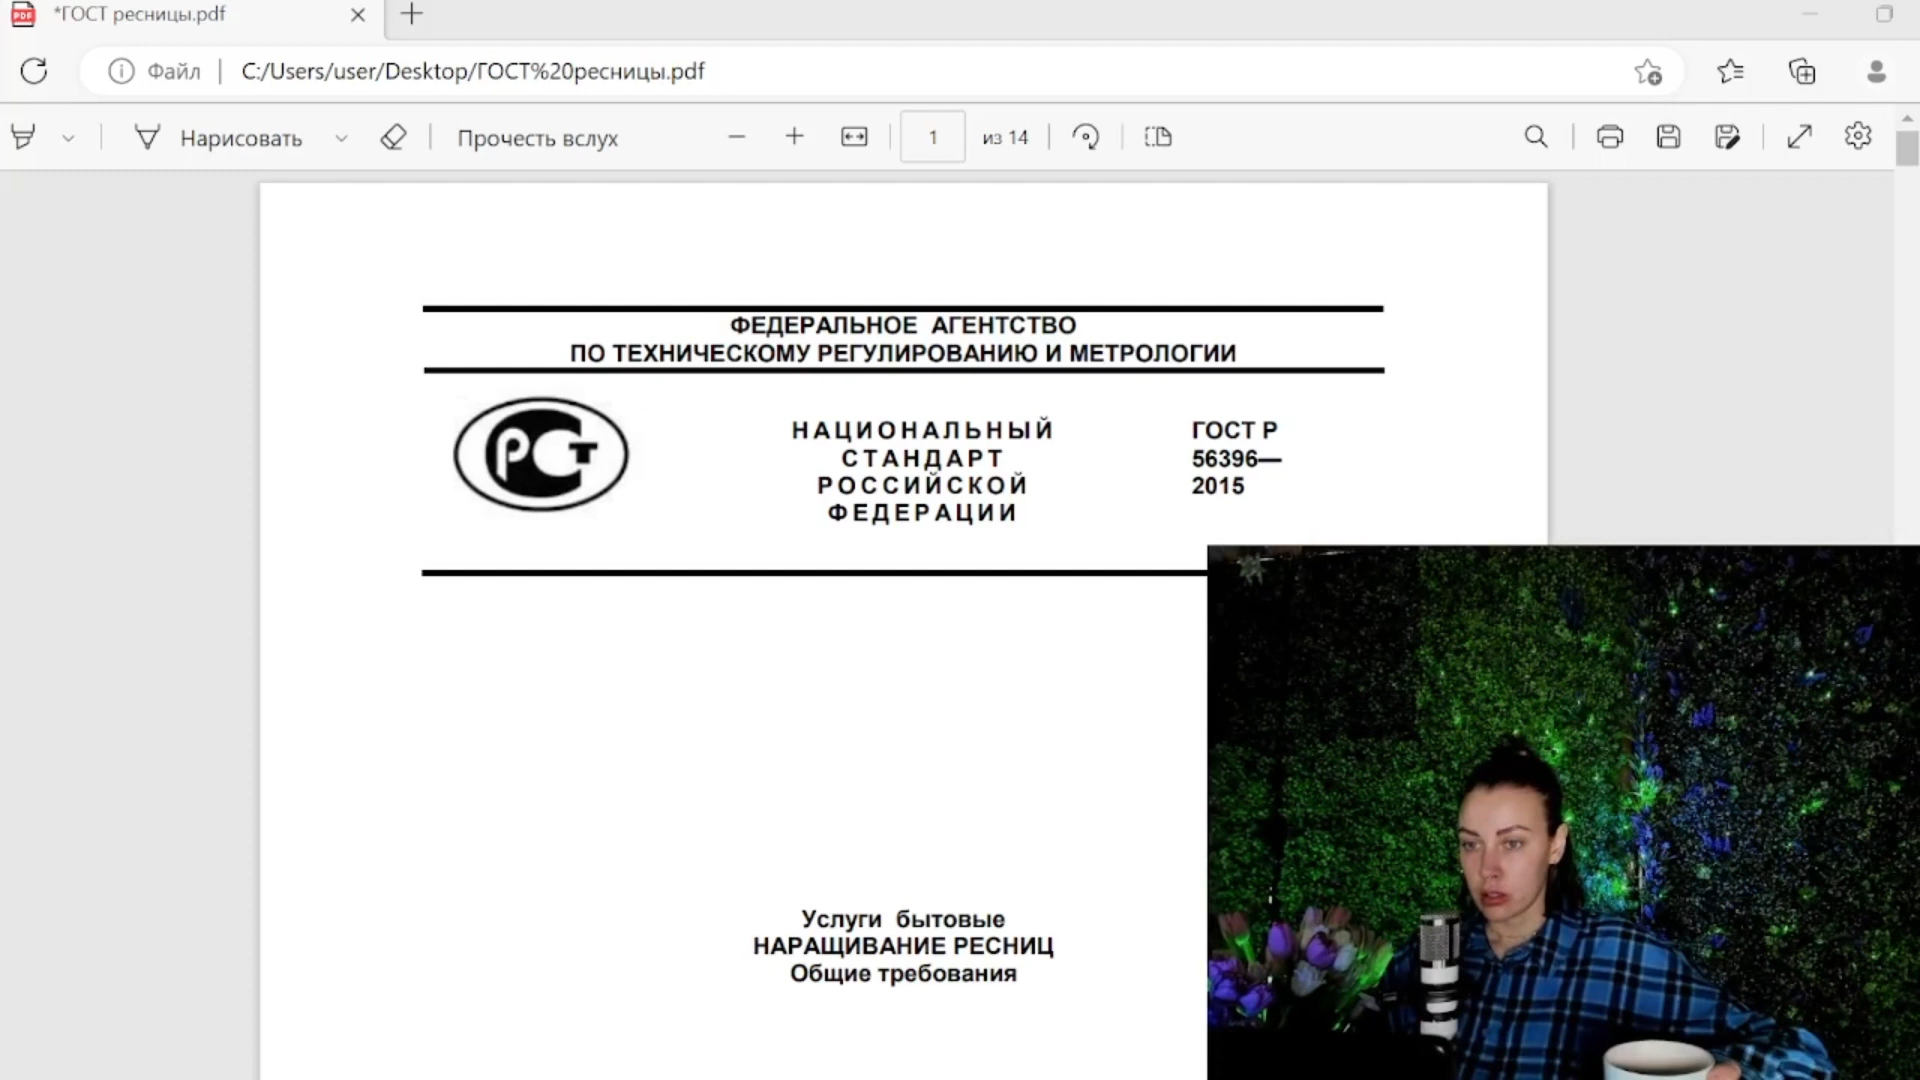 *ГОСТ ресницы.pdf
Файл
C:/Users/user/Desktop/ГОСТ%20ресницы.pdf
Нарисовать
Прочесть вслух
1
из 14
ФЕДЕРАЛЬНОЕ АГЕНТСТВО
ПО ТЕХНИЧЕСКОМУ РЕГУЛИРОВАНИЮ И МЕТРОЛОГИИ
РСТ
НАЦИОНАЛЬНЫЙ
СТАНДАРТ
РОССИЙСКОЙ
ФЕДЕРАЦИИ
ГОСТ Р
56396—
2015
Услуги бытовые
НАРАЩИВАНИЕ РЕСНИЦ
Общие требования